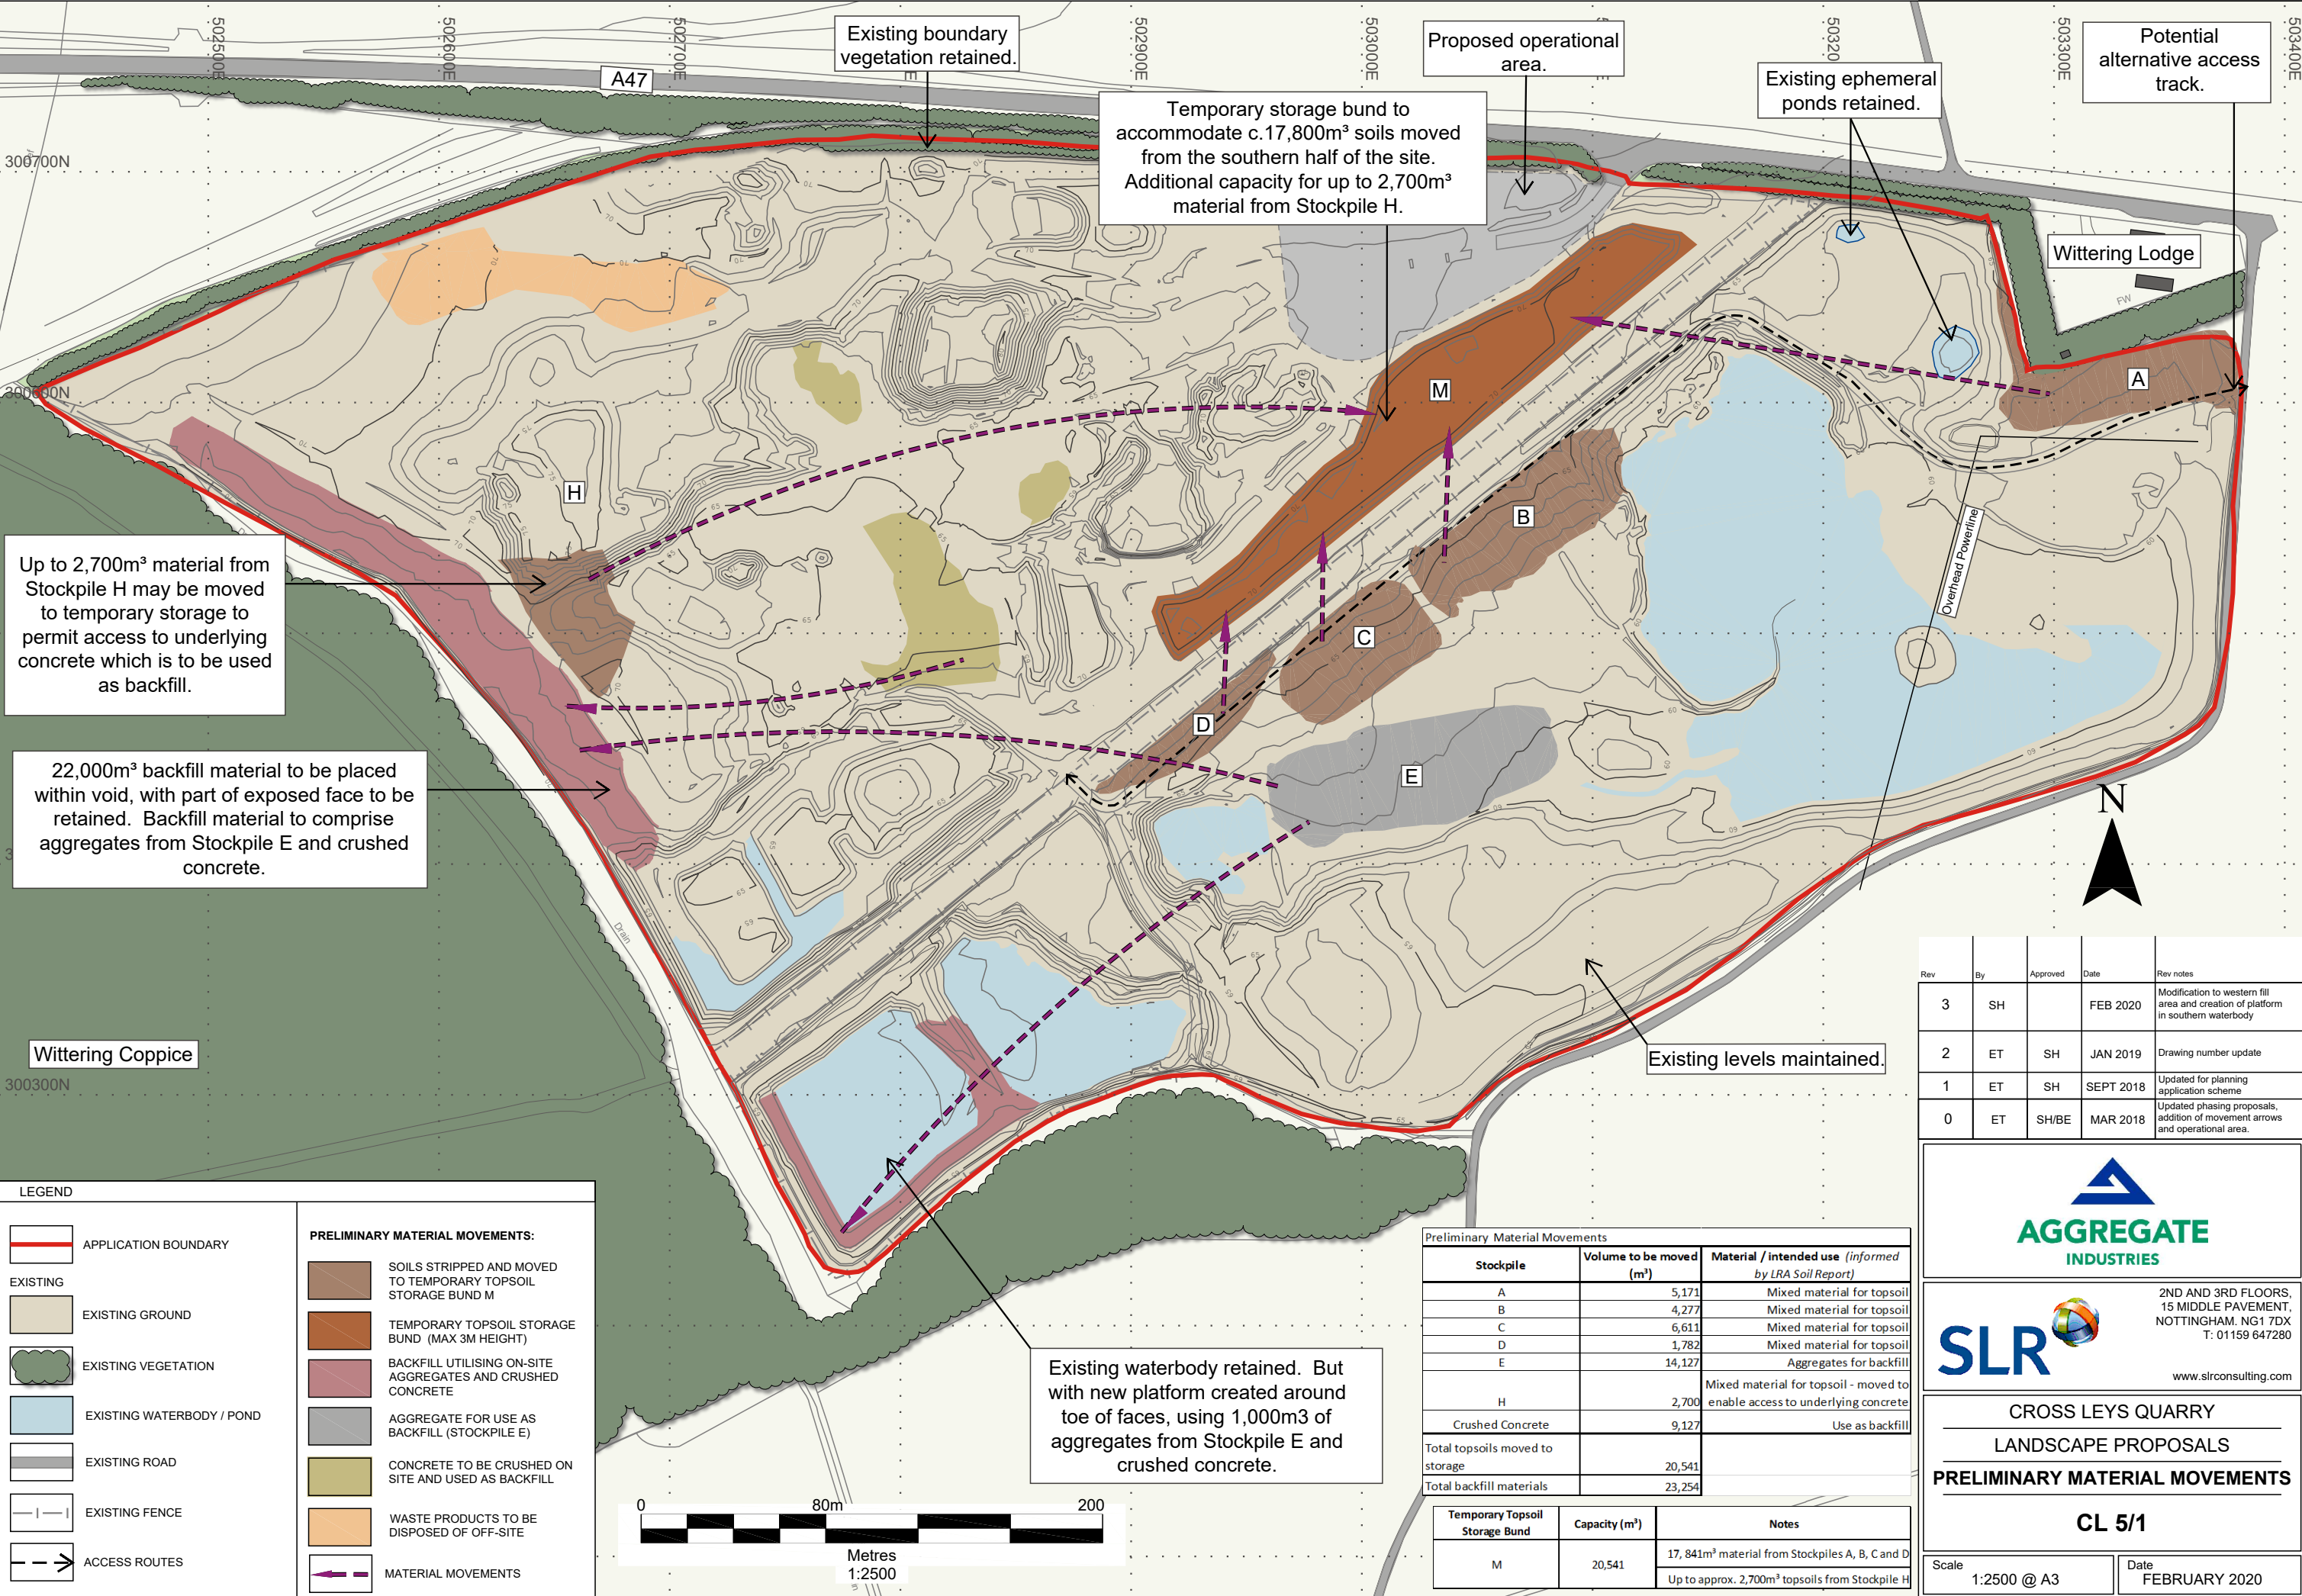 502500E
502600E
502700E
502900E
503000E
503300E
503400E
300700N
300300N
A47
Existing boundary
vegetation retained.
Proposed operational
area.
Existing ephemeral
ponds retained.
Potential
alternative access
track.
Temporary storage bund to
accommodate c.17,800m³ soils moved
from the southern half of the site.
Additional capacity for up to 2,700m³
material from Stockpile H.
Wittering Lodge
FW
A
M
B
H
C
D
E
Overhead Powerline
Up to 2,700m³ material from
Stockpile H may be moved
to temporary storage to
permit access to underlying
concrete which is to be used
as backfill.
22,000m³ backfill material to be placed
within void, with part of exposed face to be
retained. Backfill material to comprise
aggregates from Stockpile E and crushed
concrete.
N
Drain
Wittering Coppice
Existing levels maintained.
Existing waterbody retained. But
with new platform created around
toe of faces, using 1,000m3 of
aggregates from Stockpile E and
crushed concrete.
LEGEND
APPLICATION BOUNDARY
EXISTING
EXISTING GROUND
EXISTING VEGETATION
EXISTING WATERBODY / POND
EXISTING ROAD
EXISTING FENCE
ACCESS ROUTES
PRELIMINARY MATERIAL MOVEMENTS:
SOILS STRIPPED AND MOVED
TO TEMPORARY TOPSOIL
STORAGE BUND M
TEMPORARY TOPSOIL STORAGE
BUND (MAX 3M HEIGHT)
BACKFILL UTILISING ON-SITE
AGGREGATES AND CRUSHED
CONCRETE
AGGREGATE FOR USE AS
BACKFILL (STOCKPILE E)
CONCRETE TO BE CRUSHED ON
SITE AND USED AS BACKFILL
WASTE PRODUCTS TO BE
DISPOSED OF OFF-SITE
MATERIAL MOVEMENTS
0 80m 200
Metres
1:2500
Preliminary Material Movements
Stockpile Volume to be moved (m³) Material / intended use (informed by LRA Soil Report)
A 5,171 Mixed material for topsoil
B 4,277 Mixed material for topsoil
C 6,611 Mixed material for topsoil
D 1,782 Mixed material for topsoil
E 14,127 Aggregates for backfill
H 2,700 Mixed material for topsoil - moved to enable access to underlying concrete
Crushed Concrete 9,127 Use as backfill
Total topsoils moved to storage 20,541
Total backfill materials 23,254
Temporary Topsoil Storage Bund Capacity (m³) Notes
M 20,541 17, 841m³ material from Stockpiles A, B, C and D
Up to approx. 2,700m³ topsoils from Stockpile H
Rev By Approved Date Rev notes
3 SH FEB 2020 Modification to western fill area and creation of platform in southern waterbody
2 ET SH JAN 2019 Drawing number update
1 ET SH SEPT 2018 Updated for planning application scheme
0 ET SH/BE MAR 2018 Updated phasing proposals, addition of movement arrows and operational area.
AGGREGATE
INDUSTRIES
SLR
2ND AND 3RD FLOORS,
15 MIDDLE PAVEMENT,
NOTTINGHAM. NG1 7DX
T: 01159 647280
www.slrconsulting.com
CROSS LEYS QUARRY
LANDSCAPE PROPOSALS
PRELIMINARY MATERIAL MOVEMENTS
CL 5/1
Scale
1:2500 @ A3
Date
FEBRUARY 2020